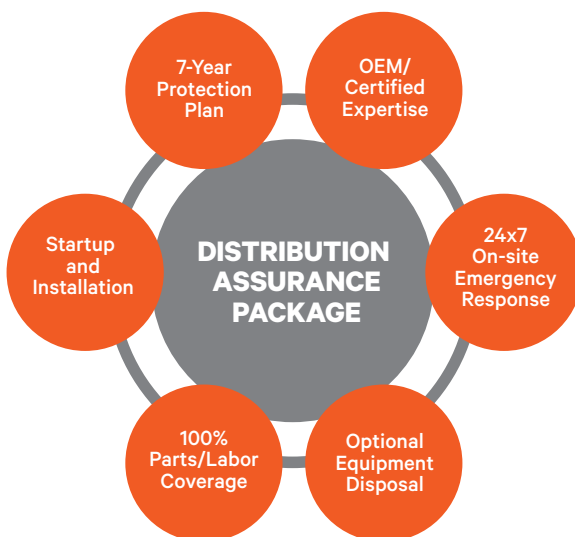 7-Year
Protection
Plan
OEM/
Certified
Expertise
Startup
and
Installation
DISTRIBUTION
ASSURANCE
PACKAGE
24x7
On-site
Emergency
Response
100%
Parts/Labor
Coverage
Optional
Equipment
Disposal